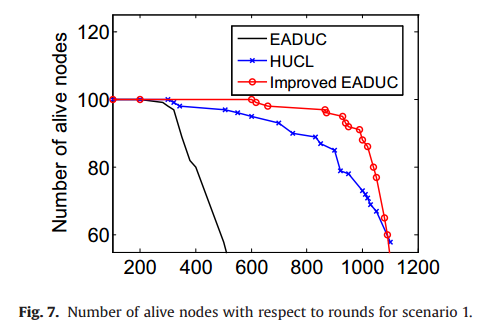 120
100
80
60
Number of alive nodes
EADUC
HUCL
Improved EADUC
200 400 600 800 1000 1200
Fig. 7. Number of alive nodes with respect to rounds for scenario 1.